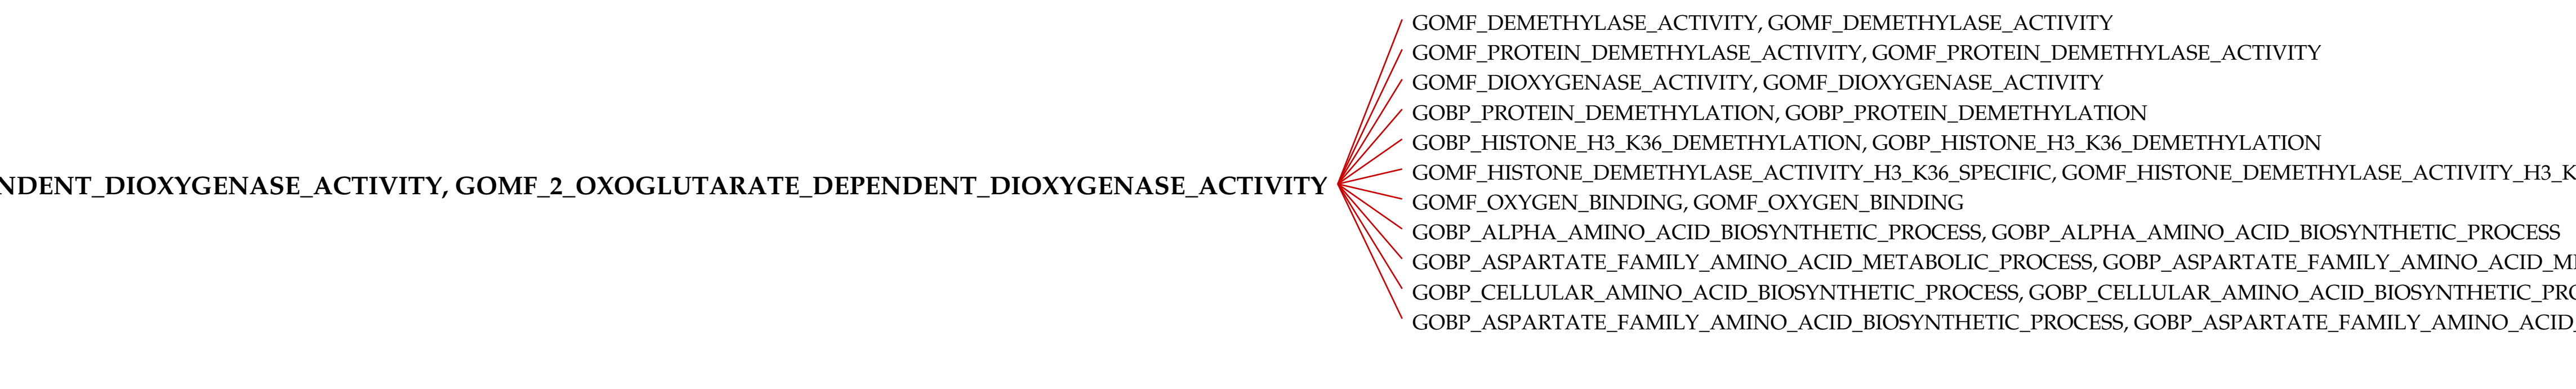 GOMF_DEMETHYLASE_ACTIVITY, GOMF_DEMETHYLASE_ACTIVITY
GOMF_PROTEIN_DEMETHYLASE_ACTIVITY, GOMF_PROTEIN_DEMETHYLASE_ACTIVITY
GOMF_DIOXYGENASE_ACTIVITY, GOMF_DIOXYGENASE_ACTIVITY
GOBP_PROTEIN_DEMETHYLATION, GOBP_PROTEIN_DEMETHYLATION
GOBP_HISTONE_H3_K36_DEMETHYLATION, GOBP_HISTONE_H3_K36_DEMETHYLATION
GOMF_HISTONE_DEMETHYLASE_ACTIVITY_H3_K36_SPECIFIC, GOMF_HISTONE_DEMETHYLASE_ACTIVITY_H3_K
NDENT_DIOXYGENASE_ACTIVITY, GOMF_2_OXOGLUTARATE_DEPENDENT_DIOXYGENASE_ACTIVITY
GOMF_OXYGEN_BINDING, GOMF_OXYGEN_BINDING
GOBP_ALPHA_AMINO_ACID_BIOSYNTHETIC_PROCESS, GOBP_ALPHA_AMINO_ACID_BIOSYNTHETIC_PROCESS
GOBP_ASPARTATE_FAMILY_AMINO_ACID_METABOLIC_PROCESS, GOBP_ASPARTATE_FAMILY_AMINO_ACID_M
GOBP_CELLULAR_AMINO_ACID_BIOSYNTHETIC_PROCESS, GOBP_CELLULAR_AMINO_ACID_BIOSYNTHETIC_PRO
GOBP_ASPARTATE_FAMILY_AMINO_ACID_BIOSYNTHETIC_PROCESS, GOBP_ASPARTATE_FAMILY_AMINO_ACID_